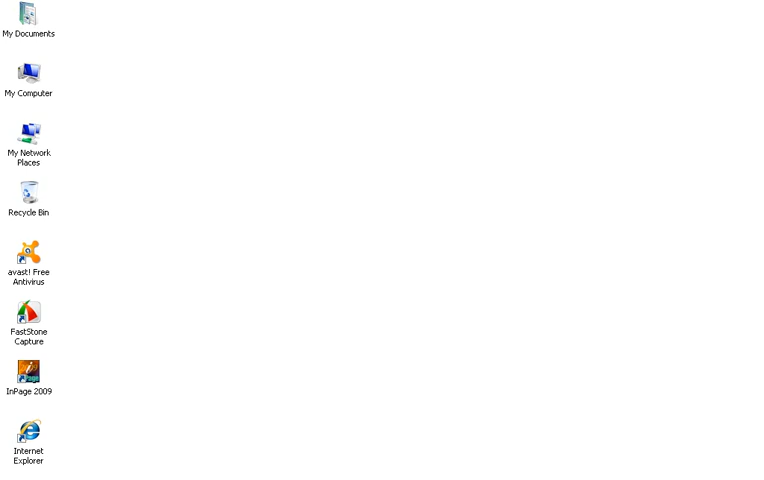 My Documents
My Computer
My Network
Places
Recycle Bin
avast! Free
Antivirus
FastStone
Capture
InPage 2009
Internet
Explorer